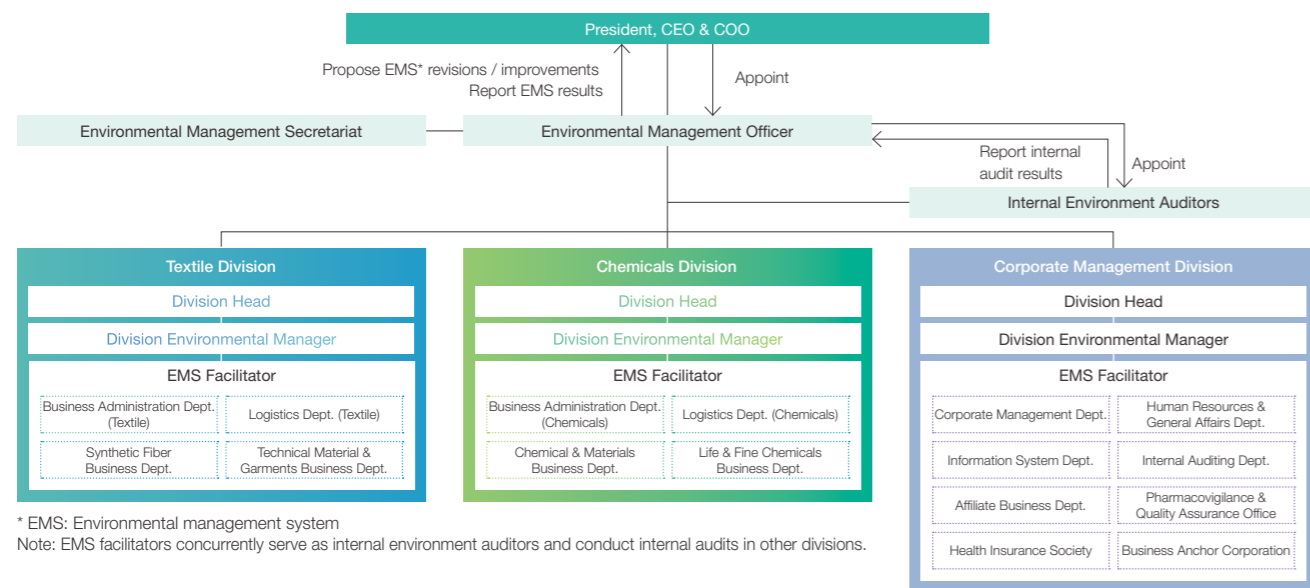 President, CEO & COO
Propose EMS* revisions / improvements
Report EMS results
Appoint
Environmental Management Secretariat
Environmental Management Officer
Report internal
audit results
Appoint
Internal Environment Auditors
Textile Division
Division Head
Division Environmental Manager
EMS Facilitator
Business Administration Dept.
(Textile)
Logistics Dept. (Textile)
Synthetic Fiber
Business Dept.
Technical Material &
Garments Business Dept.
Chemicals Division
Division Head
Division Environmental Manager
EMS Facilitator
Business Administration Dept.
(Chemicals)
Logistics Dept. (Chemicals)
Chemical & Materials
Business Dept.
Life & Fine Chemicals
Business Dept.
Corporate Management Division
Division Head
Division Environmental Manager
EMS Facilitator
Corporate Management Dept.
Human Resources &
General Affairs Dept.
Information System Dept.
Internal Auditing Dept.
Affiliate Business Dept.
Pharmacovigilance &
Quality Assurance Office
Health Insurance Society
Business Anchor Corporation
* EMS: Environmental management system
Note: EMS facilitators concurrently serve as internal environment auditors and conduct internal audits in other divisions.